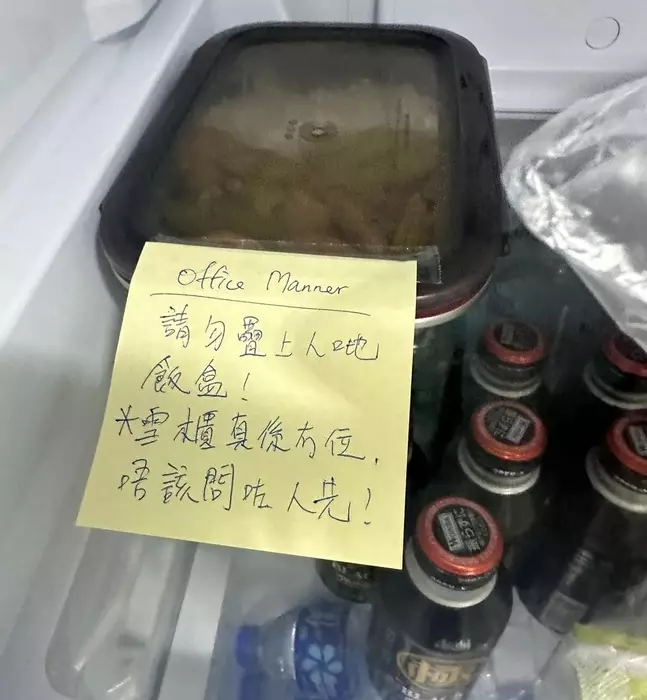 Office Manner
請勿疊上人哋
飯盒！
*雪櫃真係冇位，
唔該問咗人先！
Asahi